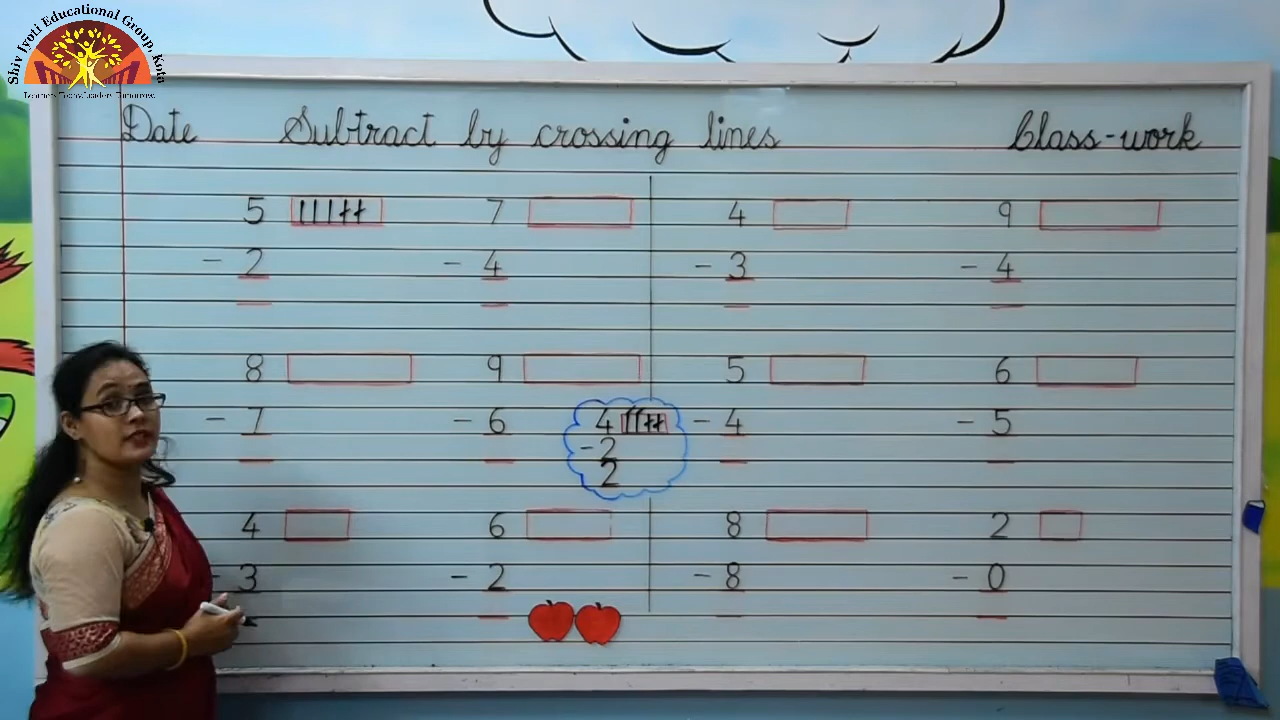 Shiv Jyoti Educational Group, Kota
Date Subtract by crossing lines Class-work
5 7 4 9
- 2 - 4 - 3 - 4
8 9 5 6
- 7 - 6 - 4 - 5
4
- 2
2
4 6 8 2
- 3 - 2 - 8 - 0